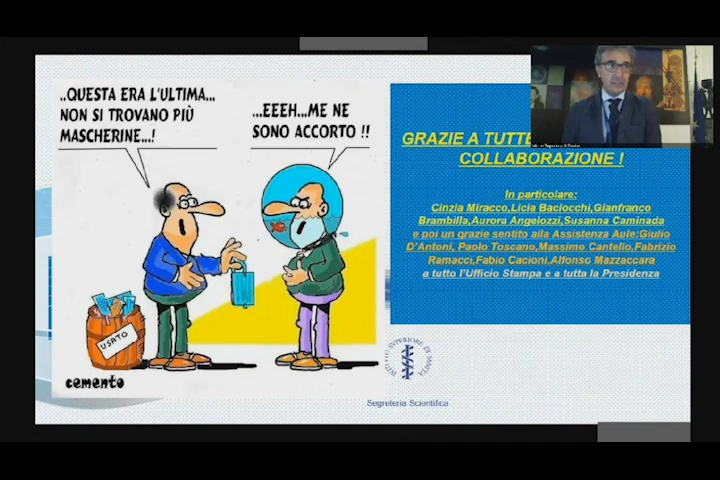 ..QUESTA ERA L'ULTIMA...
NON SI TROVANO PIÙ
MASCHERINE...!
...EEEH...ME NE
SONO ACCORTO !!
USATO
cemento
GRAZIE A TUTTE
COLLABORAZIONE !
In particolare:
Cinzia Miracco,Licia Baciocchi,Gianfranco
Brambilla,Aurora Angelozzi,Susanna Caminada
e poi un grazie sentito alla Assistenza Aule:Giulio
D'Antoni, Paolo Toscano,Massimo Cantello,Fabrizio
Ramacci,Fabio Cacioni,Alfonso Mazzaccara
a tutto l'Ufficio Stampa e a tutta la Presidenza
ISTITUTO SUPERIORE DI SANITÀ
Segreteria Scientifica